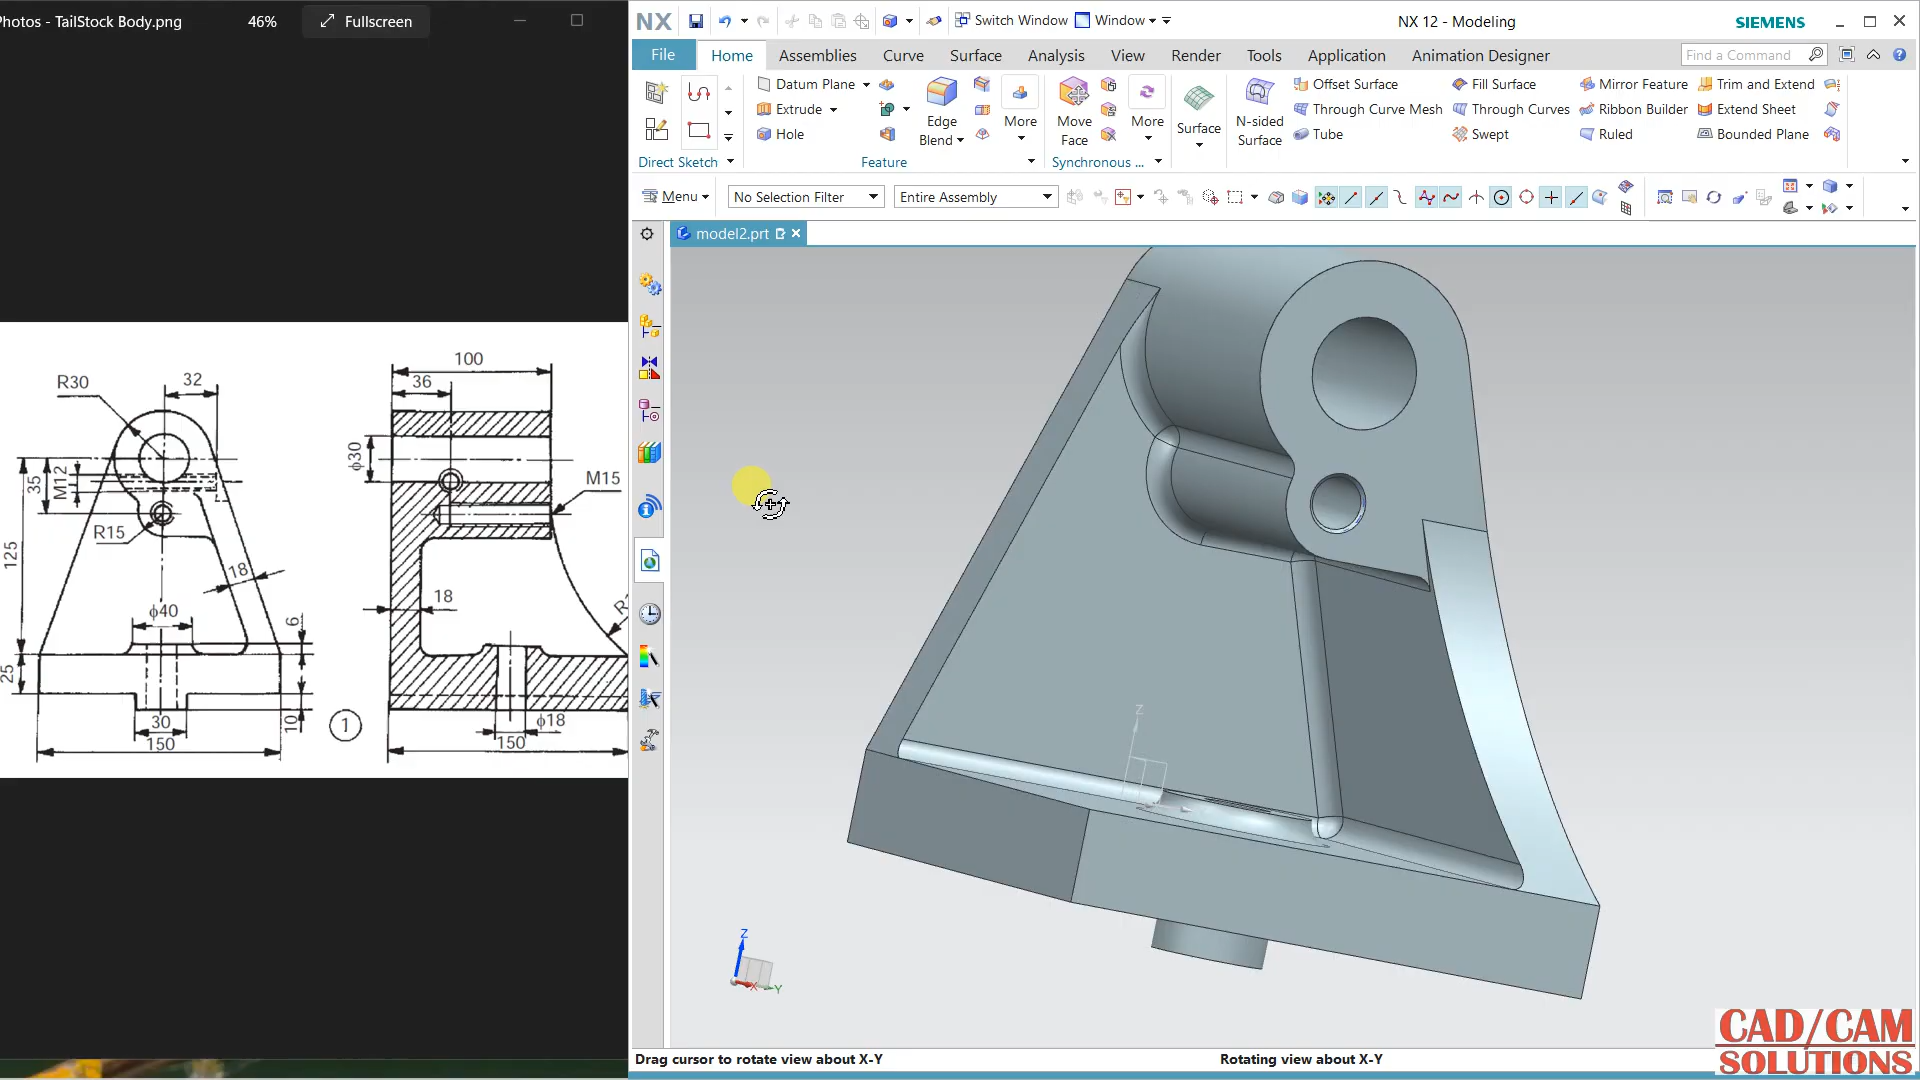 Photos - TailStock Body.png
46%
Fullscreen
NX
Switch Window
Window
NX 12 - Modeling
SIEMENS
File
Home
Assemblies
Curve
Surface
Analysis
View
Render
Tools
Application
Animation Designer
Find a Command
Datum Plane
Extrude
Hole
Edge
Blend
More
Move
Face
More
Surface
N-sided
Surface
Offset Surface
Through Curve Mesh
Tube
Fill Surface
Through Curves
Swept
Mirror Feature
Ribbon Builder
Ruled
Trim and Extend
Extend Sheet
Bounded Plane
Direct Sketch
Feature
Synchronous ...
Menu
No Selection Filter
Entire Assembly
model2.prt
100
36
R30
32
ϕ30
M15
M12
35
R15
125
18
18
ϕ40
6
25
30
10
150
1
ϕ18
150
Z
Z
X
Y
Drag cursor to rotate view about X-Y
Rotating view about X-Y
CAD/CAM
SOLUTIONS